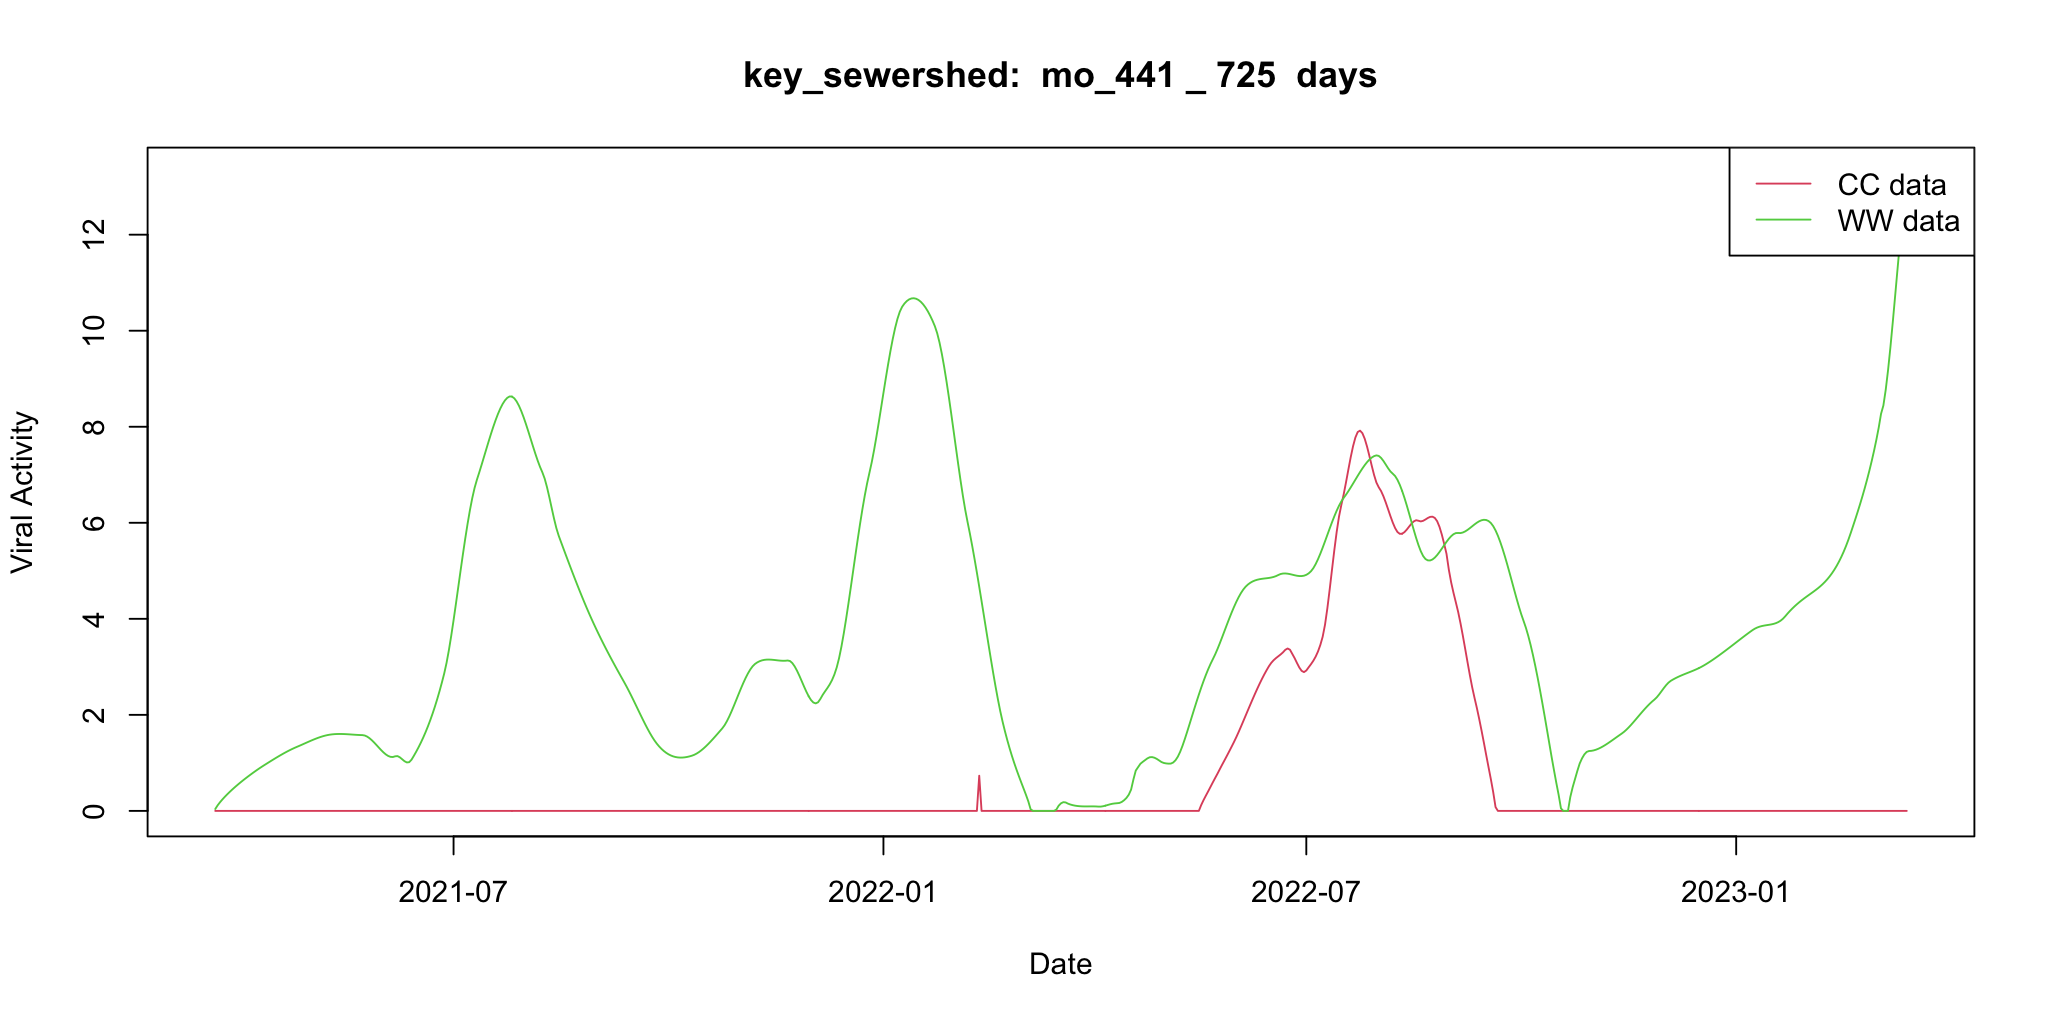 key_sewershed: mo_441 _ 725 days
CC data
WW data
Viral Activity
12
10
8
6
4
2
0
2021-07
2022-01
2022-07
2023-01
Date